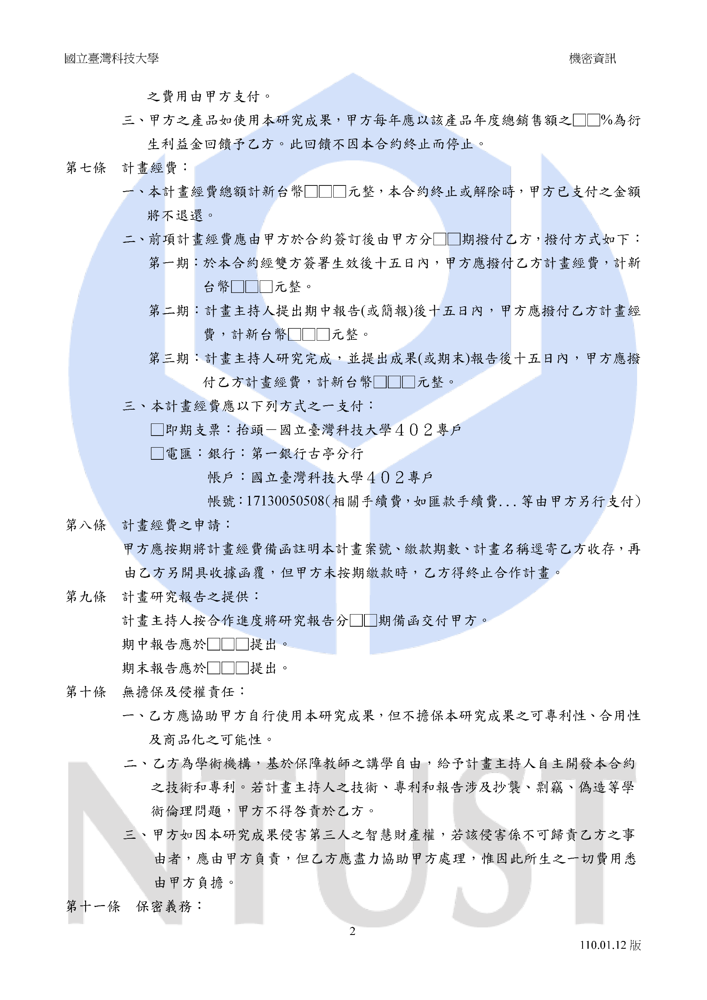 國立臺灣科技大學 機密資訊
之費用由甲方支付。
三、甲方之產品如使用本研究成果，甲方每年應以該產品年度總銷售額之□□%為衍
生利益金回饋予乙方。此回饋不因本合約終止而停止。
第七條 計畫經費：
一、本計畫經費總額計新台幣□□□元整，本合約終止或解除時，甲方已支付之金額
將不退還。
二、前項計畫經費應由甲方於合約簽訂後由甲方分□□期撥付乙方，撥付方式如下：
第一期：於本合約經雙方簽署生效後十五日內，甲方應撥付乙方計畫經費，計新
台幣□□□元整。
第二期：計畫主持人提出期中報告(或簡報)後十五日內，甲方應撥付乙方計畫經
費，計新台幣□□□元整。
第三期：計畫主持人研究完成，並提出成果(或期末)報告後十五日內，甲方應撥
付乙方計畫經費，計新台幣□□□元整。
三、本計畫經費應以下列方式之一支付：
□即期支票：抬頭－國立臺灣科技大學４０２專戶
□電匯：銀行：第一銀行古亭分行
帳戶：國立臺灣科技大學４０２專戶
帳號：17130050508(相關手續費，如匯款手續費...等由甲方另行支付)
第八條 計畫經費之申請：
甲方應按期將計畫經費備函註明本計畫案號、繳款期數、計畫名稱逕寄乙方收存，再
由乙方另開具收據函覆，但甲方未按期繳款時，乙方得終止合作計畫。
第九條 計畫研究報告之提供：
計畫主持人按合作進度將研究報告分□□期備函交付甲方。
期中報告應於□□□提出。
期末報告應於□□□提出。
第十條 無擔保及侵權責任：
一、乙方應協助甲方自行使用本研究成果，但不擔保本研究成果之可專利性、合用性
及商品化之可能性。
二、乙方為學術機構，基於保障教師之講學自由，給予計畫主持人自主開發本合約
之技術和專利。若計畫主持人之技術、專利和報告涉及抄襲、剽竊、偽造等學
術倫理問題，甲方不得咎責於乙方。
三、甲方如因本研究成果侵害第三人之智慧財產權，若該侵害係不可歸責乙方之事
由者，應由甲方負責，但乙方應盡力協助甲方處理，惟因此所生之一切費用悉
由甲方負擔。
第十一條 保密義務：
NTUST
2
110.01.12 版